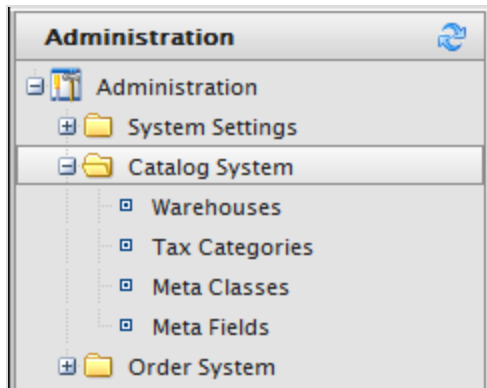 Administration
Administration
System Settings
Catalog System
Warehouses
Tax Categories
Meta Classes
Meta Fields
Order System